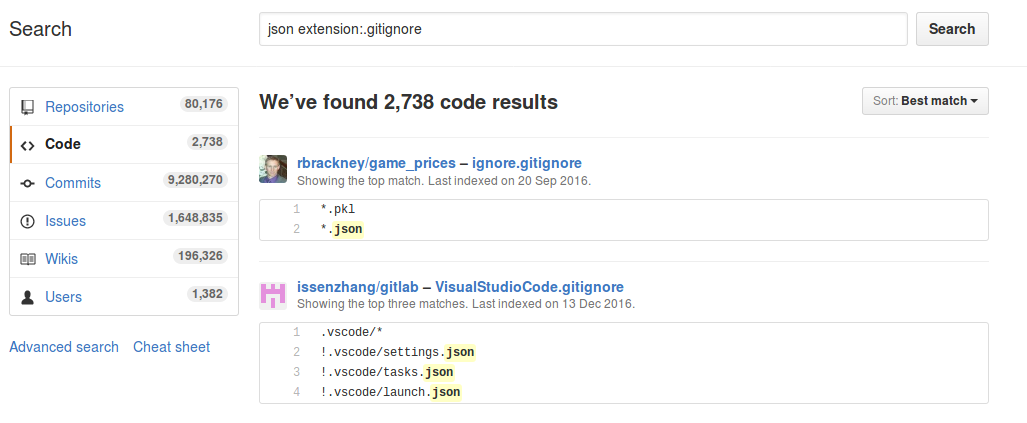 Search
json extension:.gitignore
Search
Repositories 80,176
Code 2,738
Commits 9,280,270
Issues 1,648,835
Wikis 196,326
Users 1,382
Advanced search Cheat sheet
We’ve found 2,738 code results
Sort: Best match
rbrackney/game_prices – ignore.gitignore
Showing the top match. Last indexed on 20 Sep 2016.
1 *.pkl
2 *.json
issenzhang/gitlab – VisualStudioCode.gitignore
Showing the top three matches. Last indexed on 13 Dec 2016.
1 .vscode/*
2 !.vscode/settings.json
3 !.vscode/tasks.json
4 !.vscode/launch.json